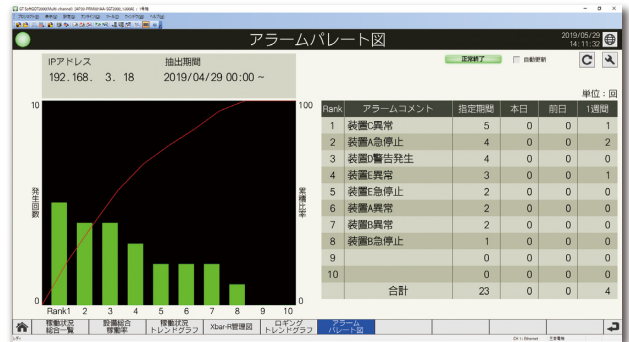 アラームパレート図
2019/05/29
14:11:32
IPアドレス
抽出期間
正常終了
自動更新
192.168. 3. 18
2019/04/29 00:00 ~
単位：回
10
100
Rank アラームコメント 指定期間 本日 前日 1週間
1 装置C異常 5 0 0 1
2 装置A急停止 4 0 0 2
3 装置D警告発生 4 0 0 0
4 装置E異常 3 0 0 1
5 装置E急停止 2 0 0 0
6 装置A異常 2 0 0 0
7 装置B異常 2 0 0 0
8 装置B急停止 1 0 0 0
9 0 0 0 0
10 0 0 0 0
合計 23 0 0 4
発生回数
累積比率
0
0
Rank1 2 3 4 5 6 7 8 9 10
稼働状況
総合一覧
設備総合
稼働率
稼働状況
トレンドグラフ
Xbar-R管理図
ロギング
トレンドグラフ
アラーム
パレート図